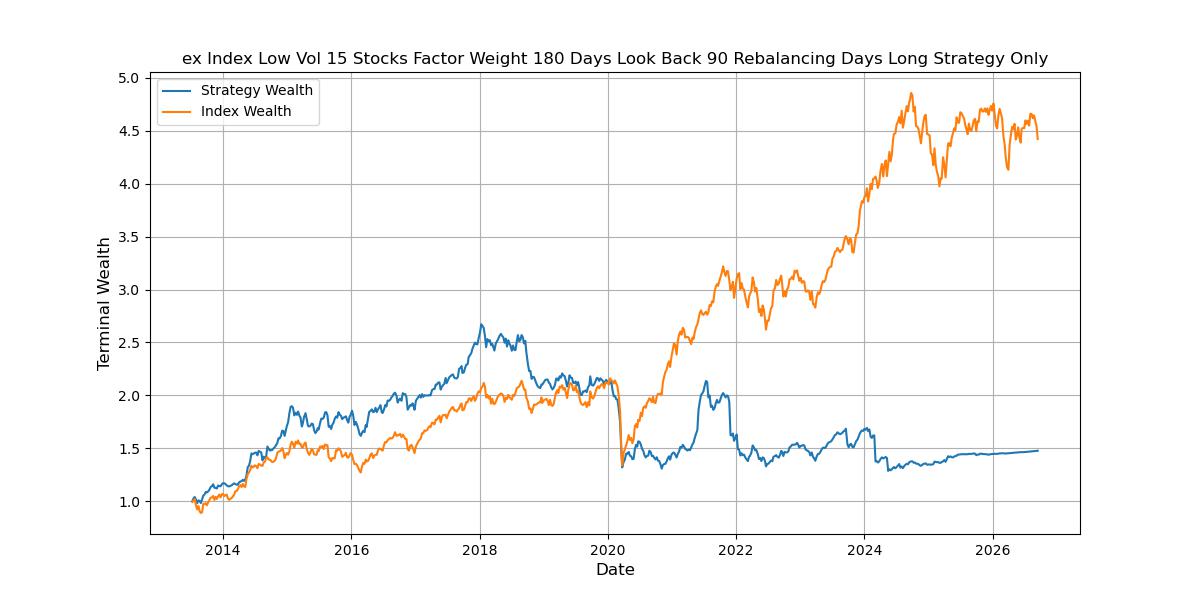 ex Index Low Vol 15 Stocks Factor Weight 180 Days Look Back 90 Rebalancing Days Long Strategy Only
Strategy Wealth
Index Wealth
Terminal Wealth
5.0
4.5
4.0
3.5
3.0
2.5
2.0
1.5
1.0
2014 2016 2018 2020 2022 2024 2026
Date